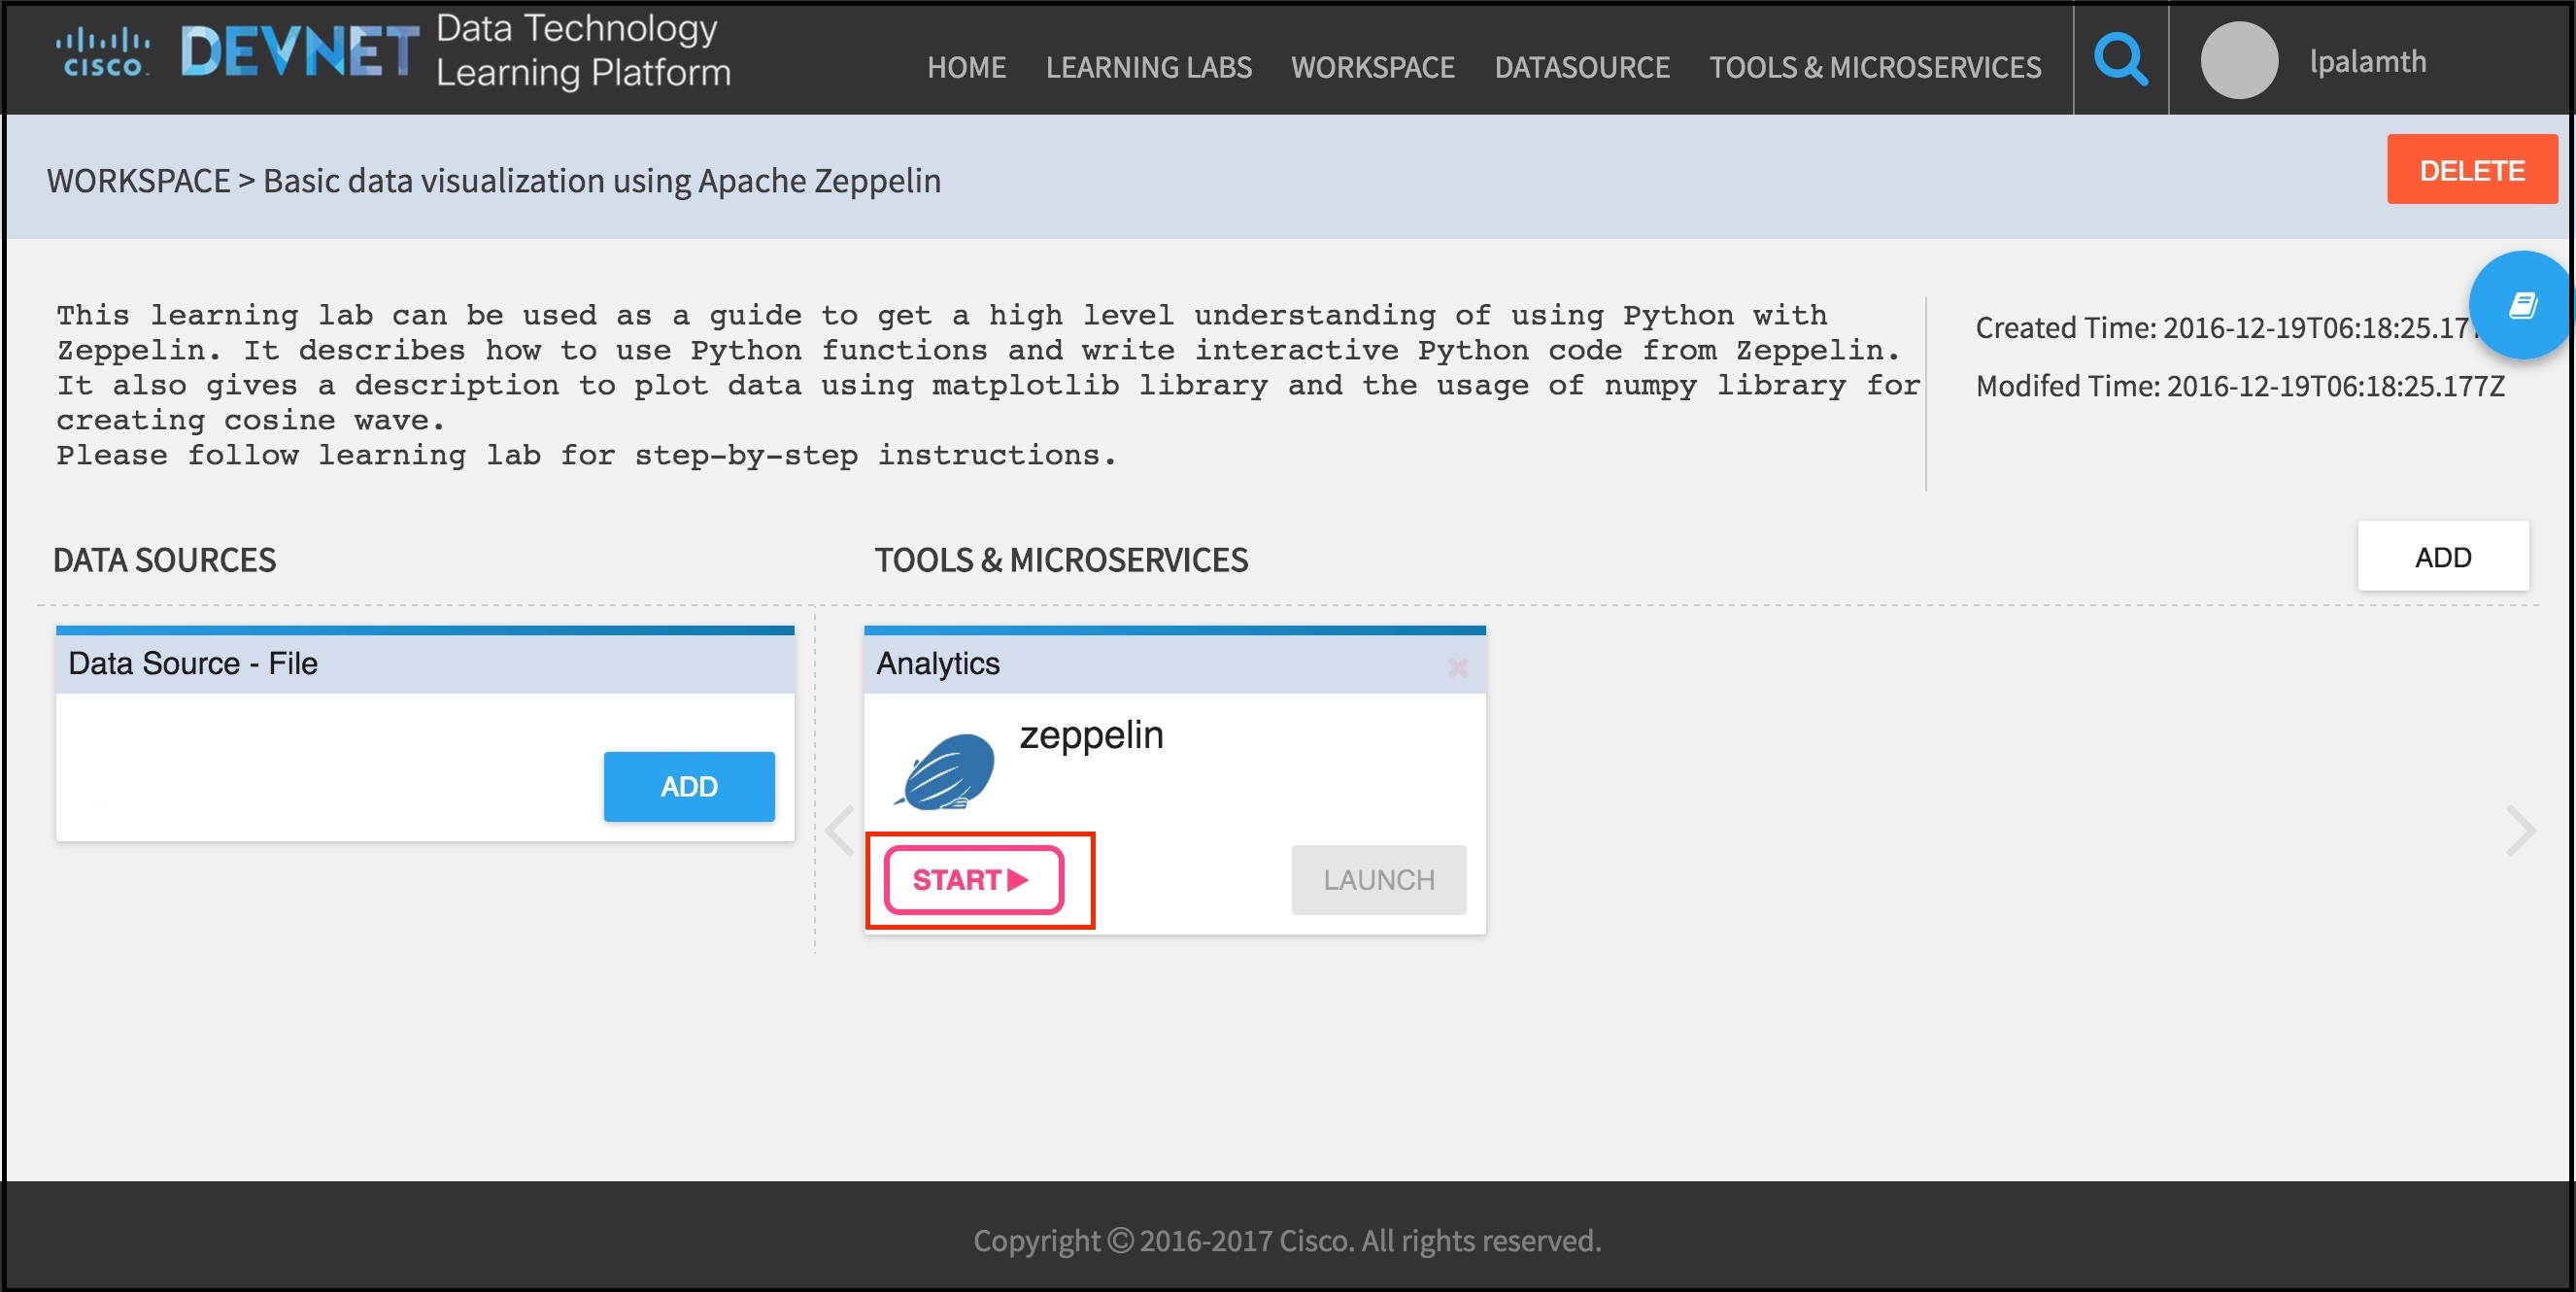 CISCO
DEVNET
Data Technology
Learning Platform
HOME
LEARNING LABS
WORKSPACE
DATASOURCE
TOOLS & MICROSERVICES
lpalamth
WORKSPACE > Basic data visualization using Apache Zeppelin
DELETE
This learning lab can be used as a guide to get a high level understanding of using Python with
Zeppelin. It describes how to use Python functions and write interactive Python code from Zeppelin.
It also gives a description to plot data using matplotlib library and the usage of numpy library for
creating cosine wave.
Please follow learning lab for step-by-step instructions.
Created Time: 2016-12-19T06:18:25.17
Modifed Time: 2016-12-19T06:18:25.177Z
DATA SOURCES
TOOLS & MICROSERVICES
ADD
Data Source - File
ADD
Analytics
zeppelin
START
LAUNCH
Copyright © 2016-2017 Cisco. All rights reserved.